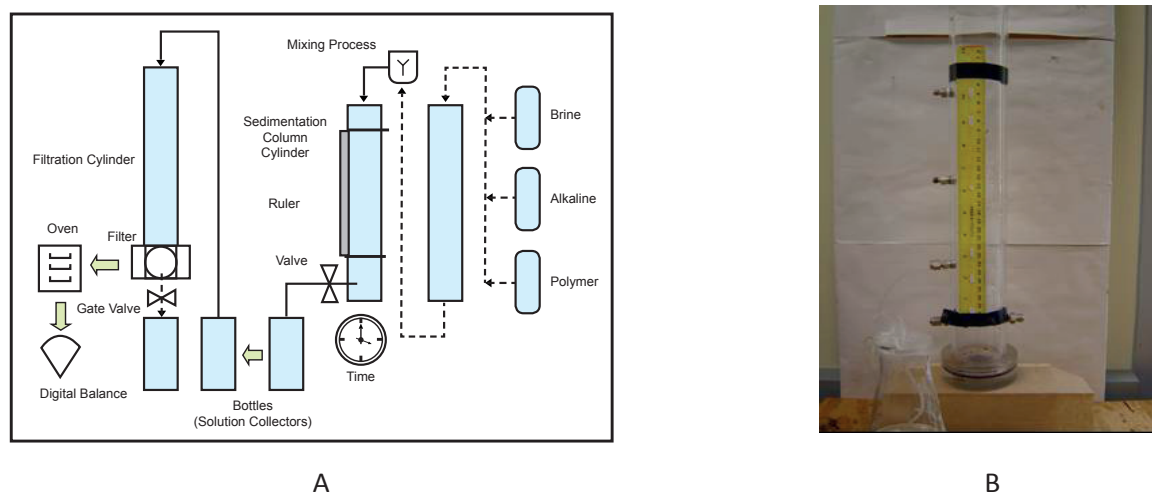 Mixing Process
Sedimentation
Column
Cylinder
Brine
Filtration Cylinder
Ruler
Alkaline
Oven
Filter
Valve
Polymer
Gate Valve
Digital Balance
Time
Bottles
(Solution Collectors)
A
B